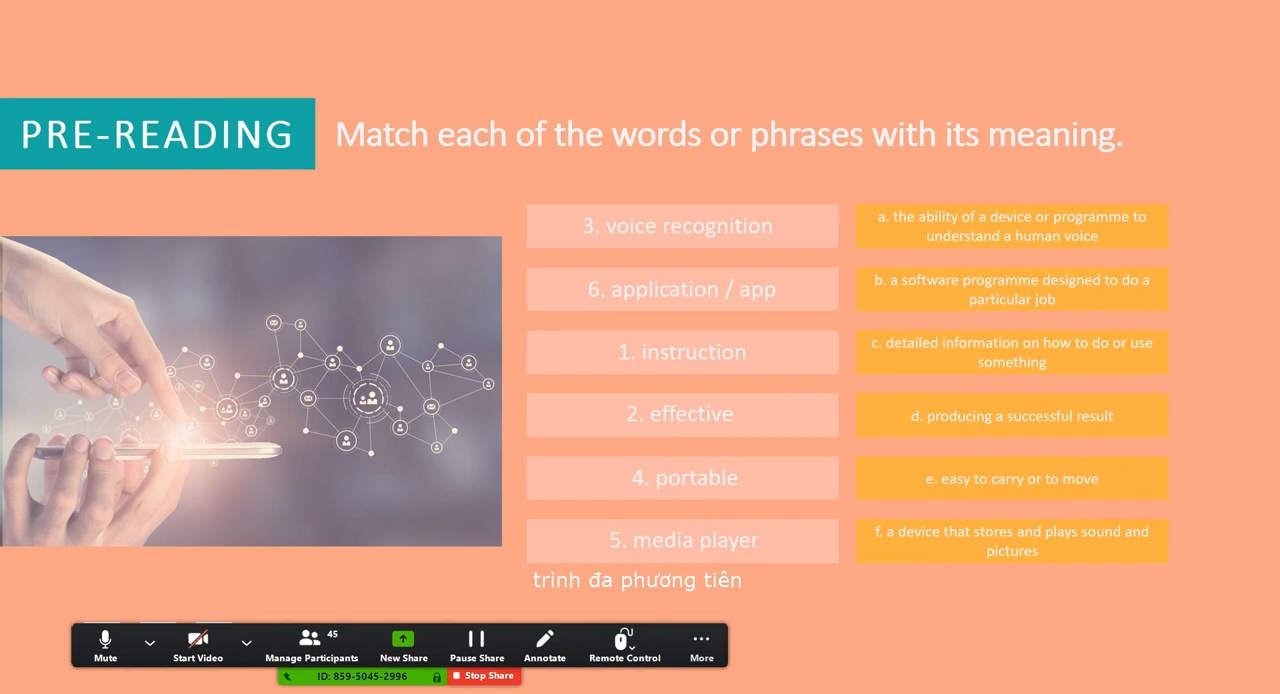 PRE-READING
Match each of the words or phrases with its meaning.
3. voice recognition
a. the ability of a device or programme to
understand a human voice
6. application / app
b. a software programme designed to do a
particular job
1. instruction
c. detailed information on how to do or use
something
2. effective
d. producing a successful result
4. portable
e. easy to carry or to move
5. media player
f. a device that stores and plays sound and
pictures
trình đa phương tiên
Mute
Start Video
45
Manage Participants
New Share
Pause Share
Annotate
Remote Control
More
ID: 859-5045-2996
Stop Share